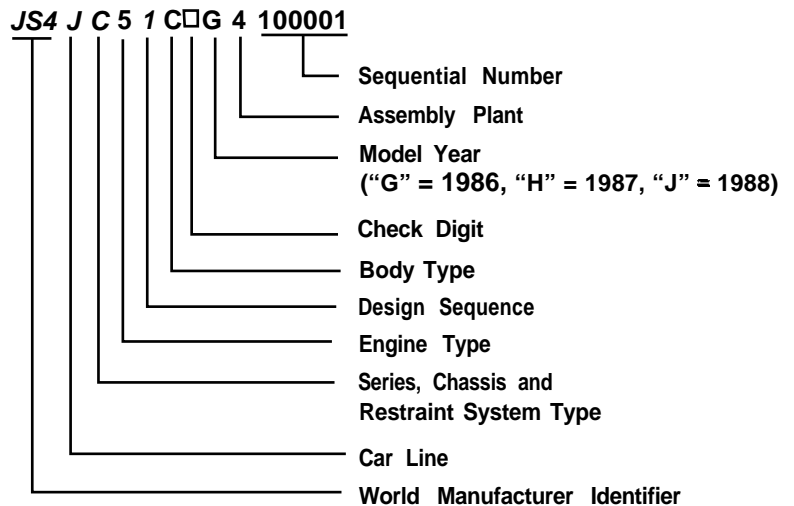 JS4 J C 5 1 C□ G 4 100001
Sequential Number
Assembly Plant
Model Year
(“G” = 1986, “H” = 1987, “J” = 1988)
Check Digit
Body Type
Design Sequence
Engine Type
Series, Chassis and
Restraint System Type
Car Line
World Manufacturer Identifier